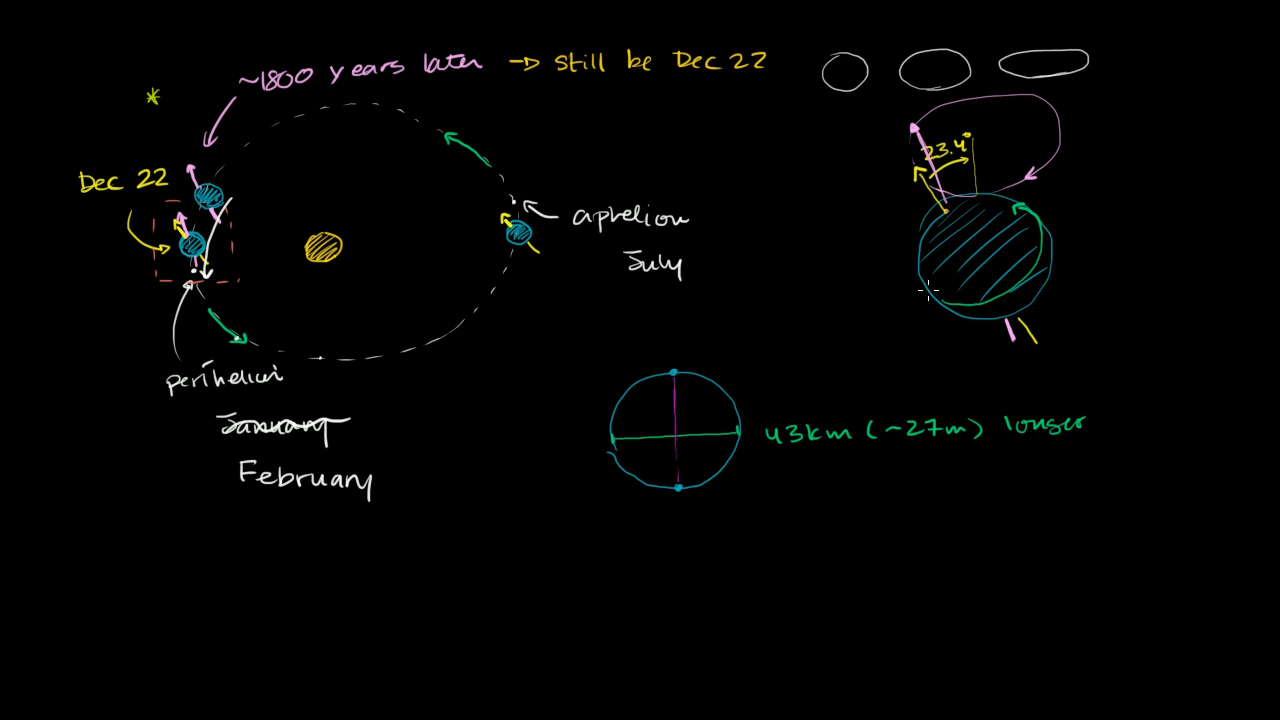 ~1800 years later → still be Dec 22
*
23.4°
Dec 22
aphelion
July
perihelion
January
February
43km (~27m) longer